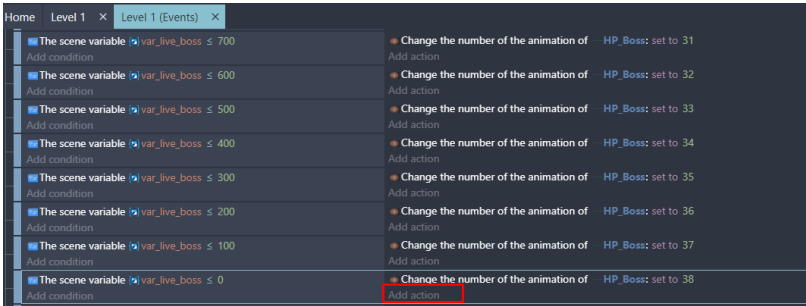 Home Level 1 × Level 1 (Events) ×
The scene variable var_live_boss ≤ 700 Change the number of the animation of HP_Boss: set to 31
Add condition Add action
The scene variable var_live_boss ≤ 600 Change the number of the animation of HP_Boss: set to 32
Add condition Add action
The scene variable var_live_boss ≤ 500 Change the number of the animation of HP_Boss: set to 33
Add condition Add action
The scene variable var_live_boss ≤ 400 Change the number of the animation of HP_Boss: set to 34
Add condition Add action
The scene variable var_live_boss ≤ 300 Change the number of the animation of HP_Boss: set to 35
Add condition Add action
The scene variable var_live_boss ≤ 200 Change the number of the animation of HP_Boss: set to 36
Add condition Add action
The scene variable var_live_boss ≤ 100 Change the number of the animation of HP_Boss: set to 37
Add condition Add action
The scene variable var_live_boss ≤ 0 Change the number of the animation of HP_Boss: set to 38
Add condition Add action